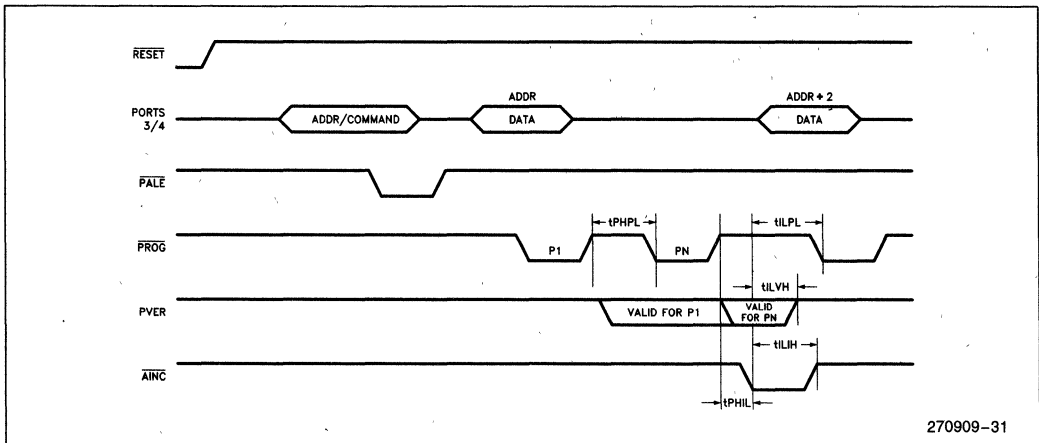 RESET
PORTS
3/4
ADDR/COMMAND
ADDR
DATA
ADDR + 2
DATA
PALE
PROG
P1
tPHPL
PN
tILPL
tILVH
PVER
VALID FOR P1
VALID
FOR PN
tILIH
AINC
tPHIL
270909-31